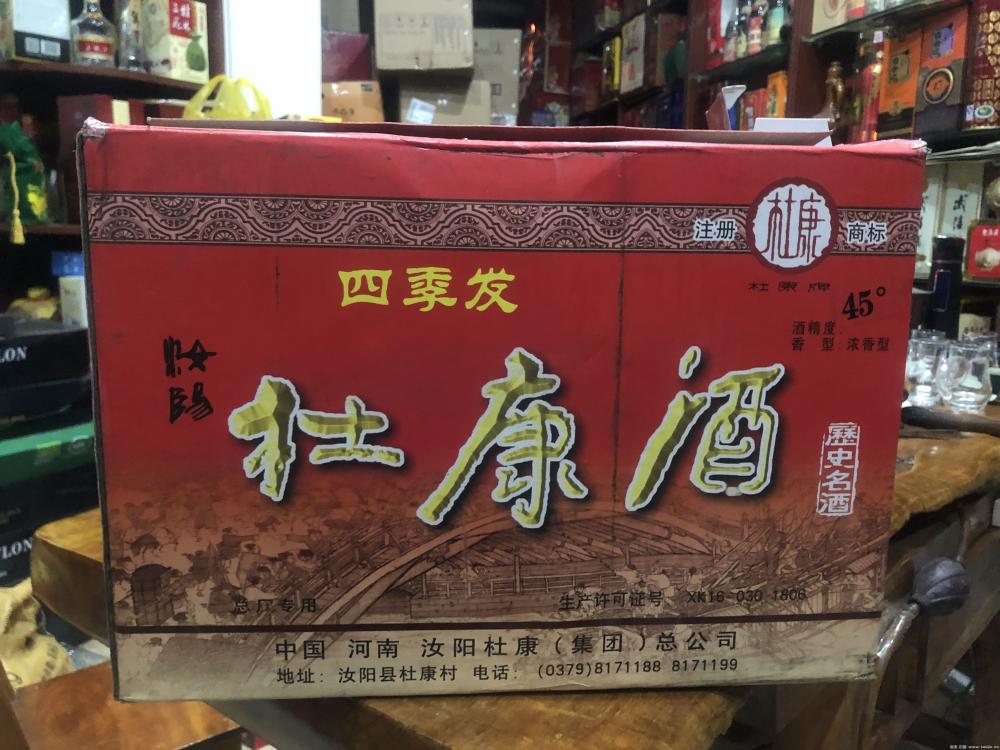 注册 杜康 商标
四季发
杜康牌
45°
酒精度:
香 型:浓香型
汝陽
杜康酒
歷史名酒
总厂专用
生产许可证号 XK16-030 1806
中国 河南 汝阳杜康(集团)总公司
地址: 汝阳县杜康村 电话: (0379)8171188 8171199